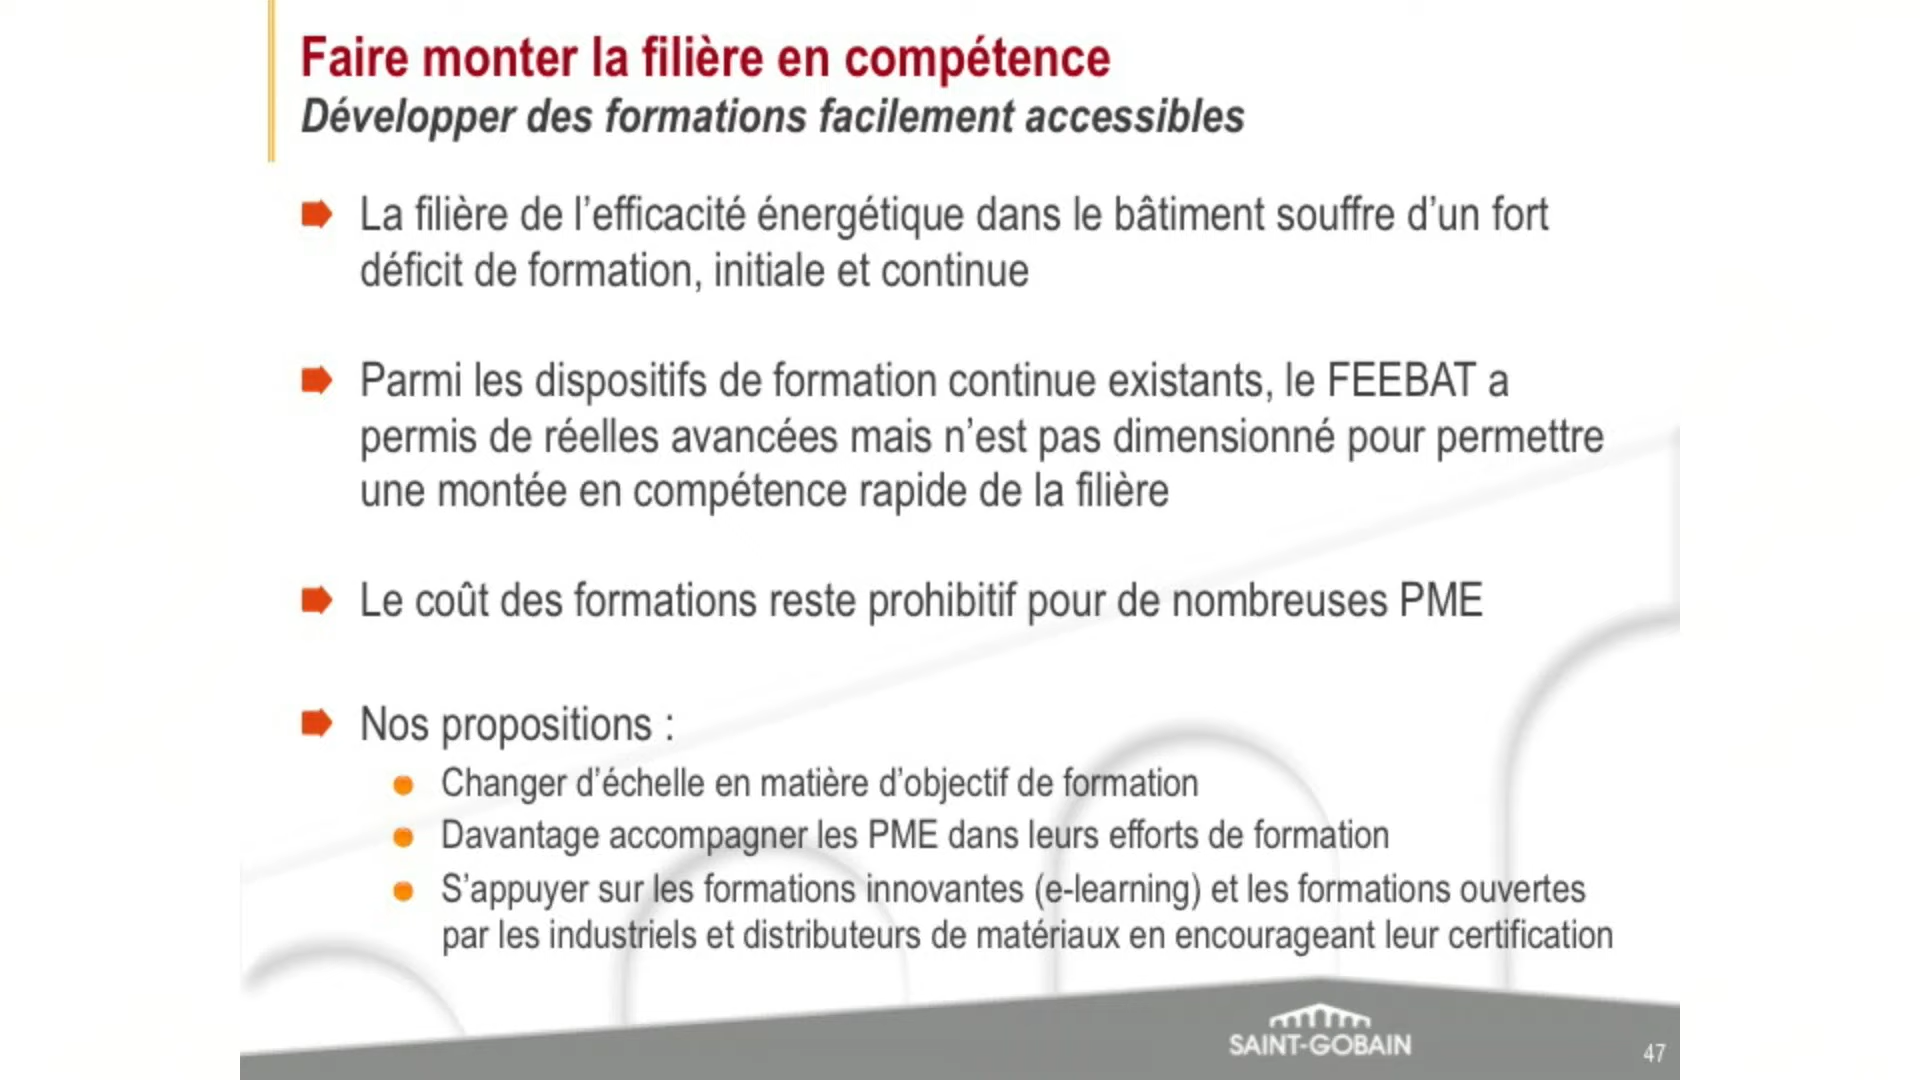 Faire monter la filière en compétence
Développer des formations facilement accessibles
La filière de l’efficacité énergétique dans le bâtiment souffre d’un fort
déficit de formation, initiale et continue
Parmi les dispositifs de formation continue existants, le FEEBAT a
permis de réelles avancées mais n’est pas dimensionné pour permettre
une montée en compétence rapide de la filière
Le coût des formations reste prohibitif pour de nombreuses PME
Nos propositions :
Changer d’échelle en matière d’objectif de formation
Davantage accompagner les PME dans leurs efforts de formation
S’appuyer sur les formations innovantes (e-learning) et les formations ouvertes
par les industriels et distributeurs de matériaux en encourageant leur certification
SAINT-GOBAIN
47